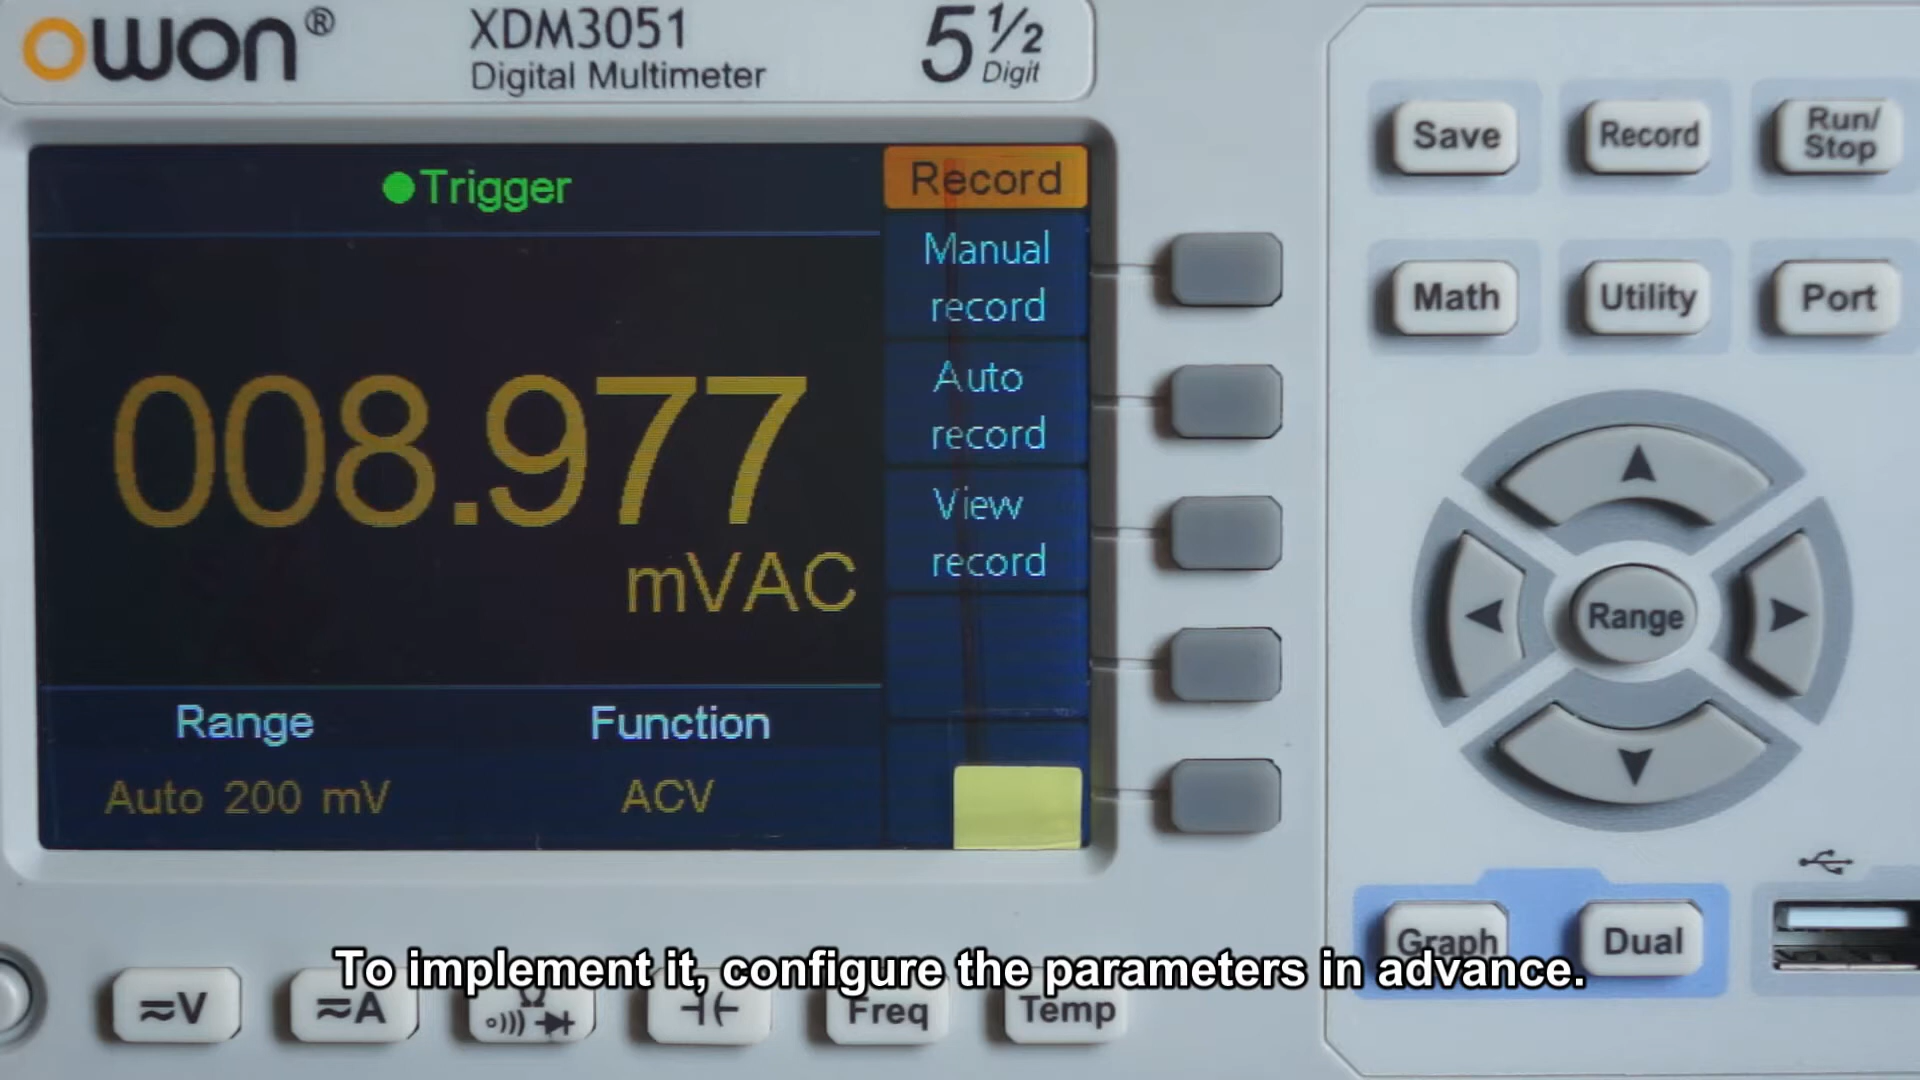 owon®
XDM3051
Digital Multimeter
5 1/2
Digit
Trigger
008.977
mVAC
Range
Function
Auto 200 mV
ACV
Record
Manual
record
Auto
record
View
record
Save
Record
Run/
Stop
Math
Utility
Port
▲
◀
Range
▶
▼
Graph
Dual
≂V
≂A
Ω
Freq
Temp
To implement it, configure the parameters in advance.